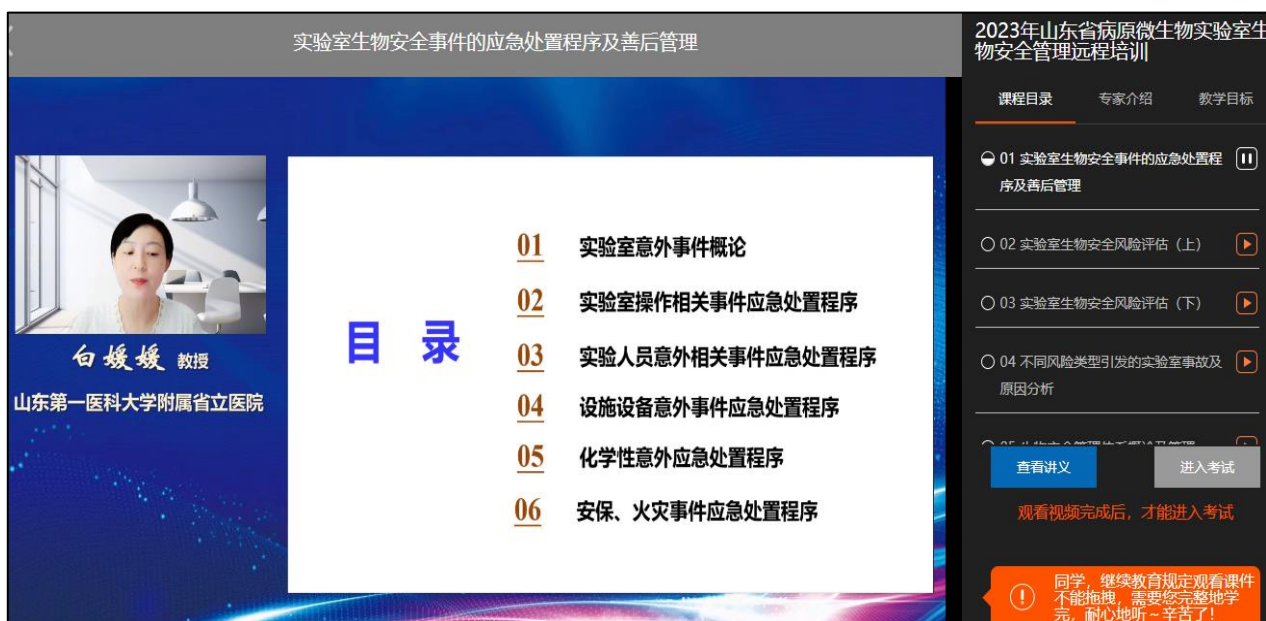 实验室生物安全事件的应急处置程序及善后管理
白媛媛 教授
山东第一医科大学附属省立医院
目 录
01 实验室意外事件概论
02 实验室操作相关事件应急处置程序
03 实验人员意外相关事件应急处置程序
04 设施设备意外事件应急处置程序
05 化学性意外应急处置程序
06 安保、火灾事件应急处置程序
2023年山东省病原微生物实验室生
物安全管理远程培训
课程目录 专家介绍 教学目标
01 实验室生物安全事件的应急处置程
序及善后管理
02 实验室生物安全风险评估（上）
03 实验室生物安全风险评估（下）
04 不同风险类型引发的实验室事故及
原因分析
查看讲义 进入考试
观看视频完成后，才能进入考试
同学，继续教育规定观看课件
不能拖拽，需要您完整地学
完，耐心地听~辛苦了！